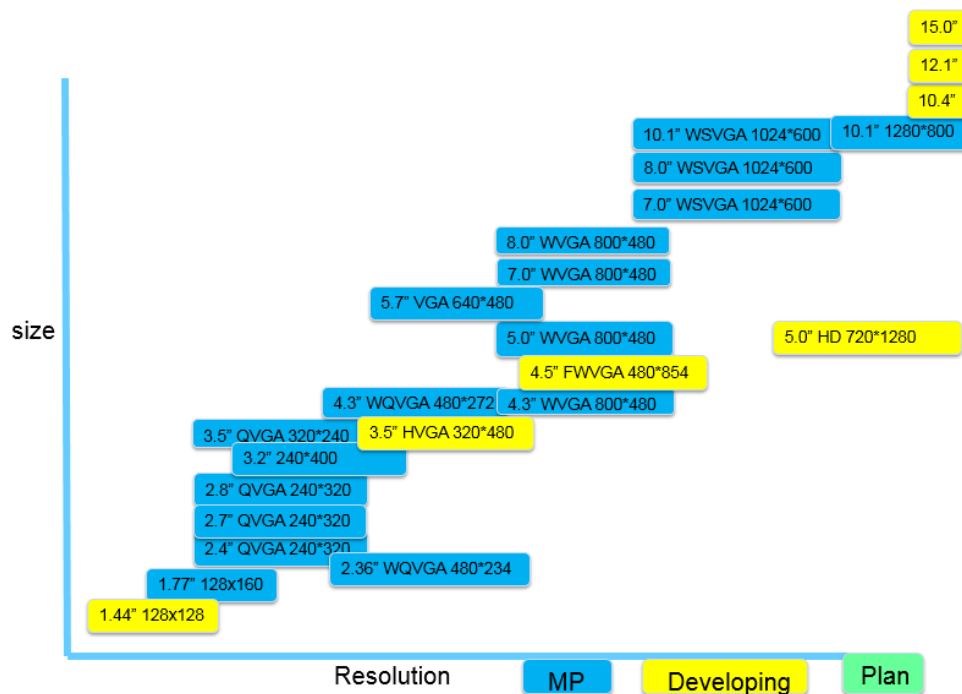 15.0”
12.1”
10.4”
10.1” WSVGA 1024*600
10.1” 1280*800
8.0” WSVGA 1024*600
7.0” WSVGA 1024*600
8.0” WVGA 800*480
7.0” WVGA 800*480
5.7” VGA 640*480
size
5.0” WVGA 800*480
5.0” HD 720*1280
4.5” FWVGA 480*854
4.3” WQVGA 480*272
4.3” WVGA 800*480
3.5” QVGA 320*240
3.5” HVGA 320*480
3.2” 240*400
2.8” QVGA 240*320
2.7” QVGA 240*320
2.4” QVGA 240*320
2.36” WQVGA 480*234
1.77” 128x160
1.44” 128x128
Resolution
MP
Developing
Plan